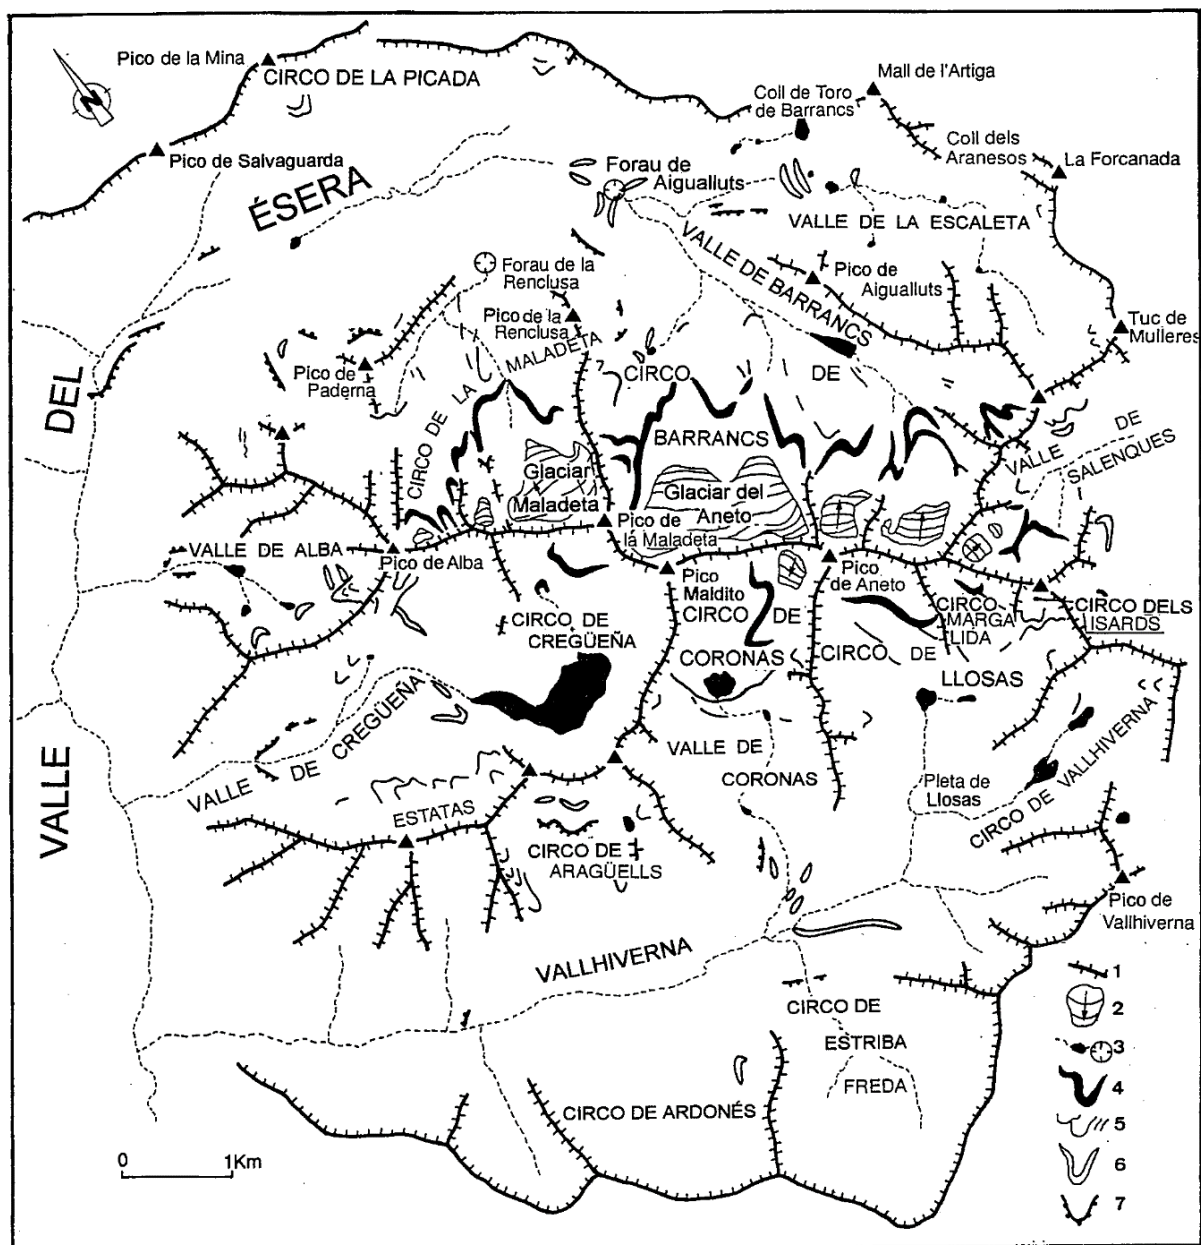 Pico de la Mina
CIRCO DE LA PICADA
N
Mall de l'Artiga
Coll de Toro
de Barrancs
Coll dels
Aranesos
La Forcanada
Pico de Salvaguarda
Forau de
Aigualluts
ÉSERA
VALLE DE LA ESCALETA
VALLE DE BARRANCS
Pico de
Aigualluts
Forau de la
Renclusa
Pico de la
Renclusa
Tuc de
Mulleres
Pico de
Paderna
CIRCO DE LA MALADETA
CIRCO DE
BARRANCS
DEL
Glaciar
Maladeta
Glaciar del
Aneto
VALLE DE
SALENQUES
Pico de
la Maladeta
VALLE DE ALBA
Pico de Alba
Pico
Maldito
Pico
de Aneto
CIRCO DE
CREGÜEÑA
CIRCO DE
CORONAS
CIRCO
MARGA
LIDA
CIRCO DELS
ISARDS
CIRCO DE
LLOSAS
VALLE DE CREGÜEÑA
VALLE DE
CORONAS
Pleta de
Llosas
CIRCO DE VALLHIVERNA
VALLE
ESTATAS
CIRCO DE
ARAGÜELLS
Pico de
Vallhiverna
VALLHIVERNA
CIRCO DE
ESTRIBA
FREDA
CIRCO DE ARDONÉS
1
2
3
4
5
6
7
0 1Km